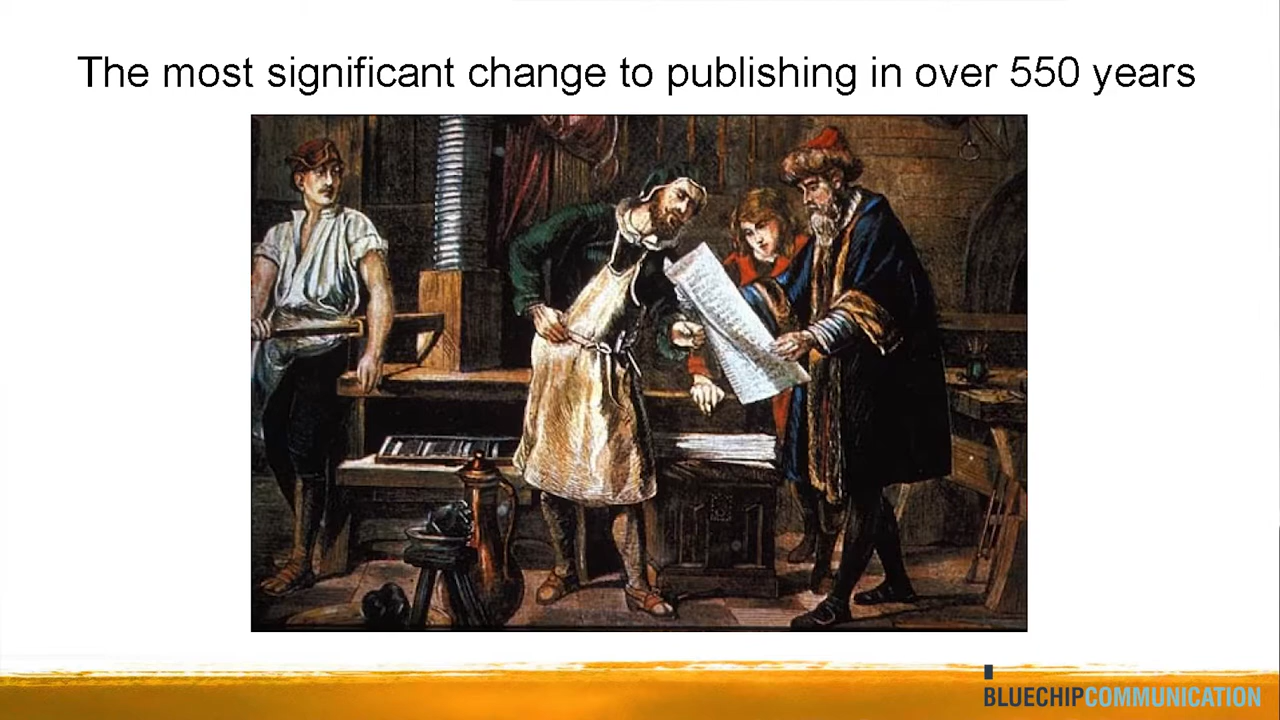 The most significant change to publishing in over 550 years
BLUECHIPCOMMUNICATION